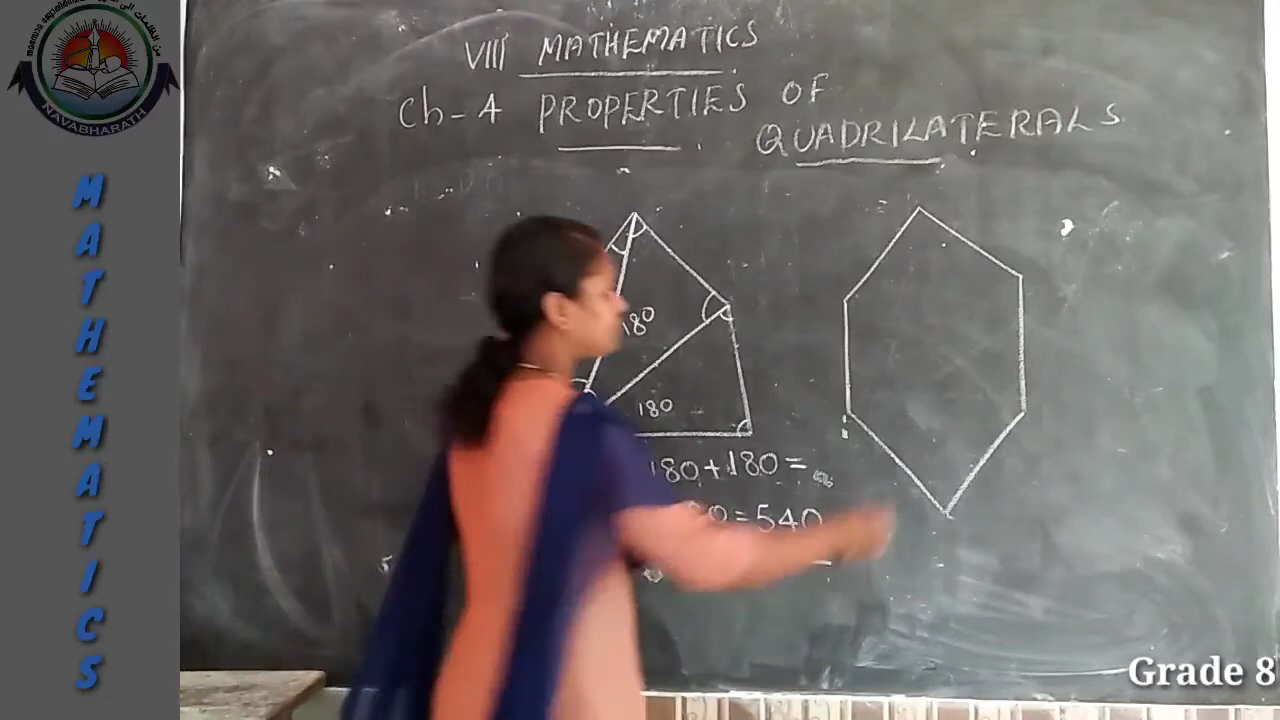 VIII MATHEMATICS
Ch-4 PROPERTIES OF
QUADRILATERALS
180
180
180+180=
=540
NAVABHARATH
MATHEMATICS
Grade 8